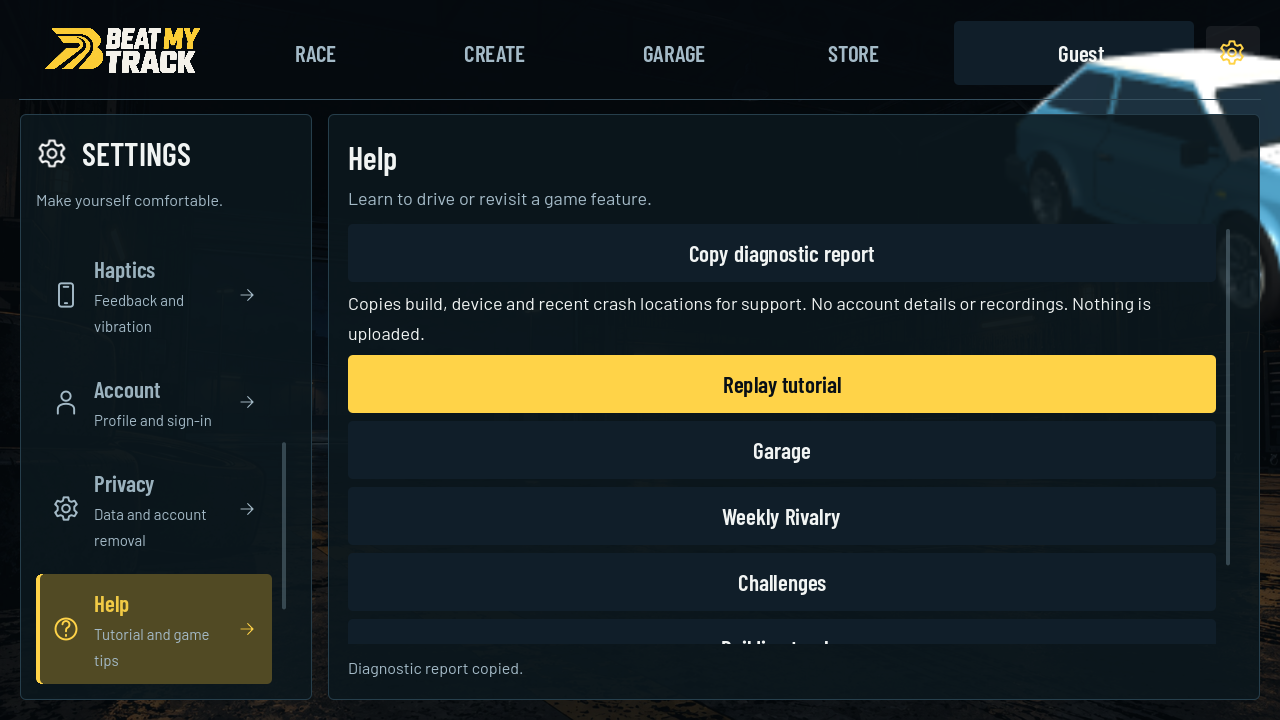 BEAT MY
TRACK
RACE
CREATE
GARAGE
STORE
Guest
SETTINGS
Make yourself comfortable.
Haptics
Feedback and
vibration
Account
Profile and sign-in
Privacy
Data and account
removal
Help
Tutorial and game
tips
Help
Learn to drive or revisit a game feature.
Copy diagnostic report
Copies build, device and recent crash locations for support. No account details or recordings. Nothing is
uploaded.
Replay tutorial
Garage
Weekly Rivalry
Challenges
Diagnostic report copied.